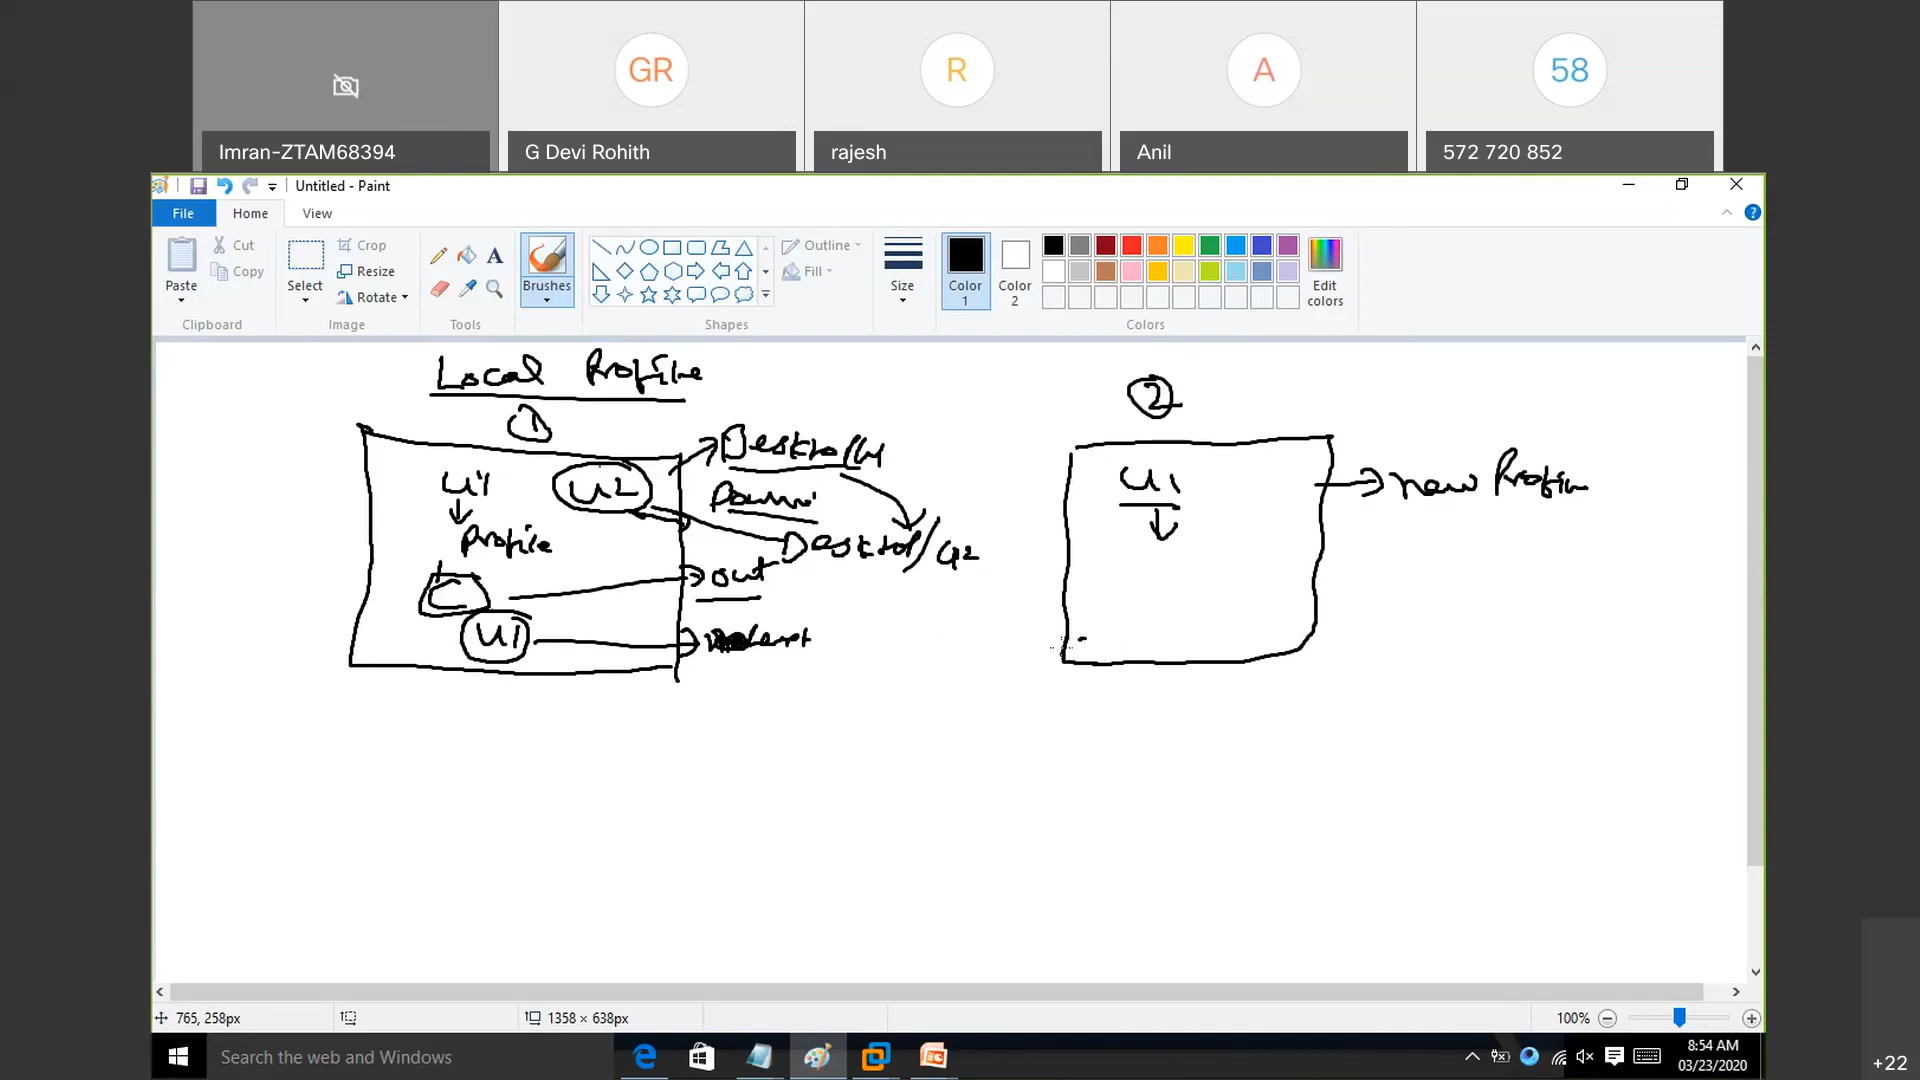 GR
R
A
58
Imran-ZTAM68394
G Devi Rohith
rajesh
Anil
572 720 852
Untitled - Paint
File
Home
View
Paste
Cut
Copy
Clipboard
Select
Crop
Resize
Rotate
Image
A
Tools
Brushes
Shapes
Outline
Fill
Size
Color 1
Color 2
Edit colors
Colors
Local Profile
1
2
U1
U2
Profile
Desktop/U1
Desktop/U2
out
U1
U1
new Profile
765, 258px
1358 × 638px
100%
Search the web and Windows
8:54 AM
03/23/2020
+22